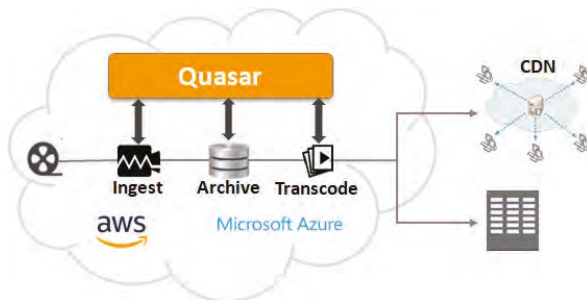 Quasar
CDN
Ingest
Archive
Transcode
aws
Microsoft Azure